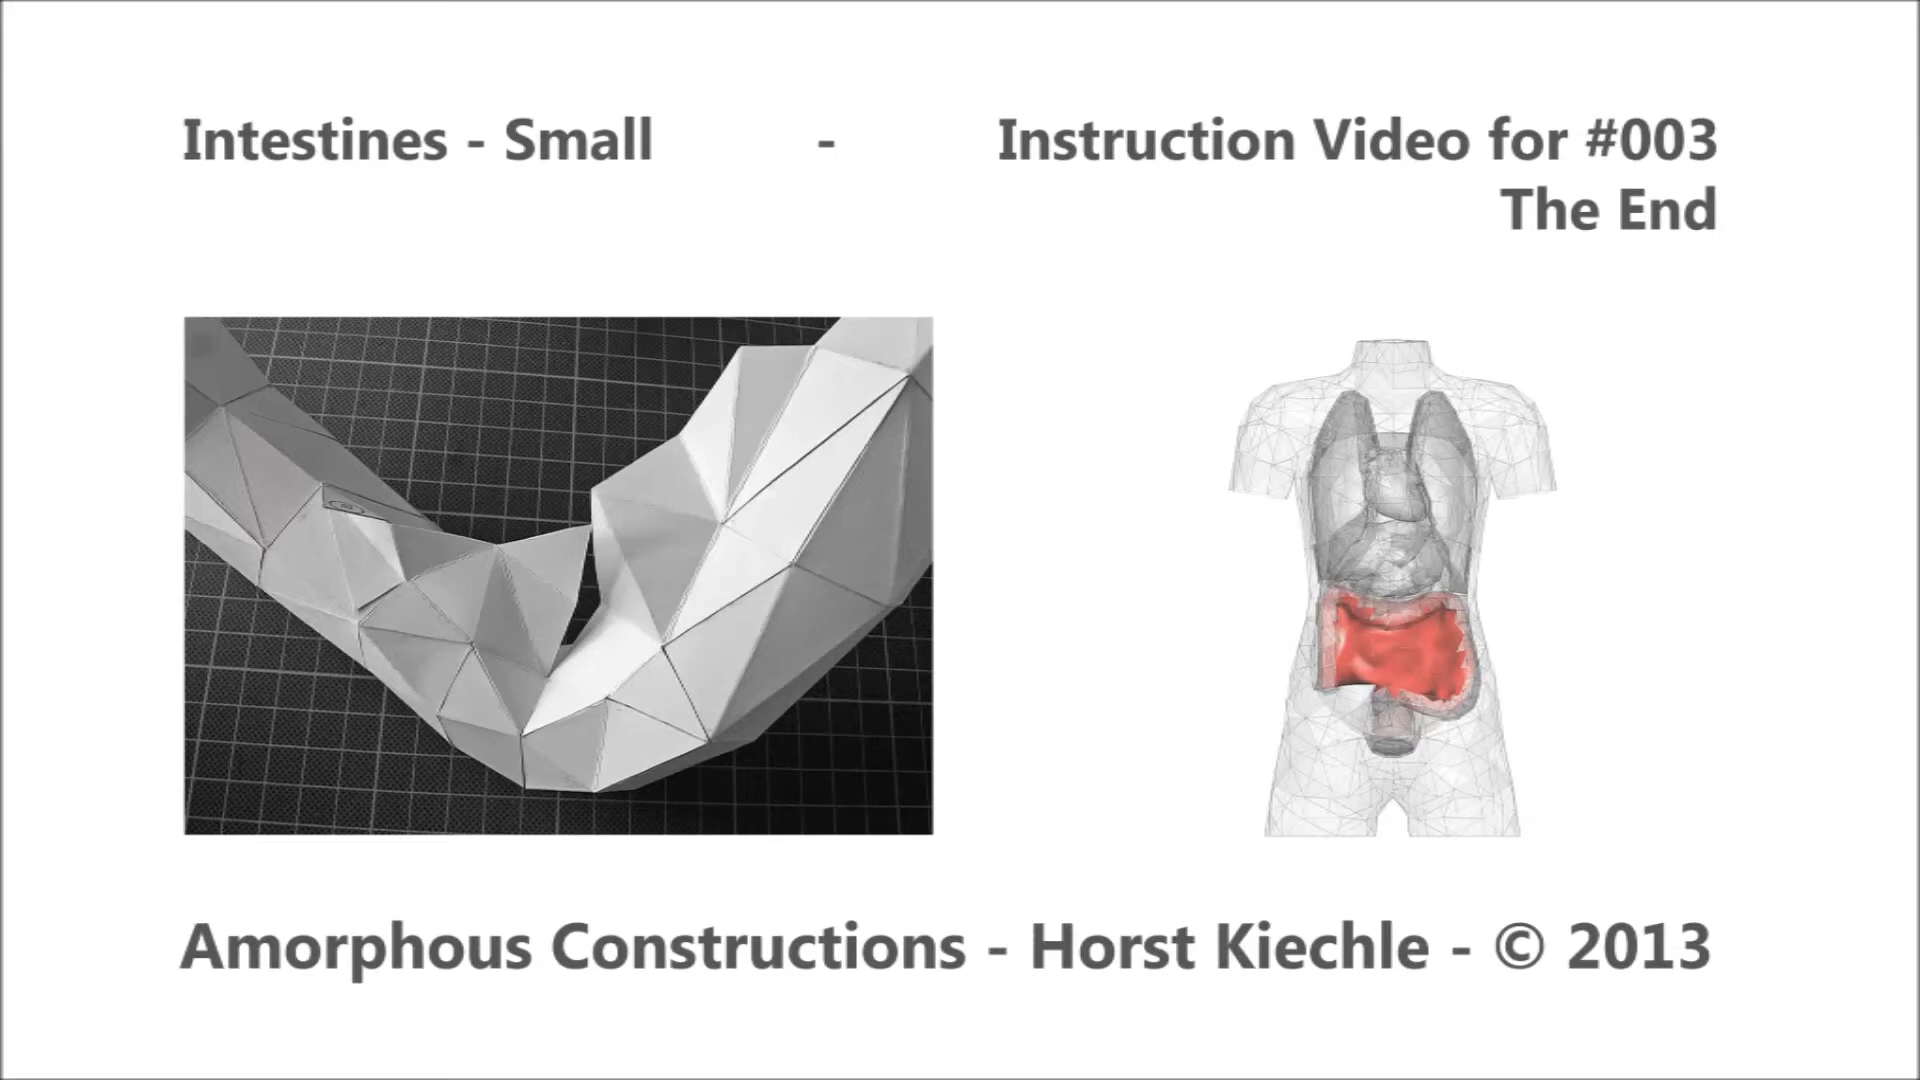 Intestines - Small - Instruction Video for #003
The End
Amorphous Constructions - Horst Kiechle - © 2013